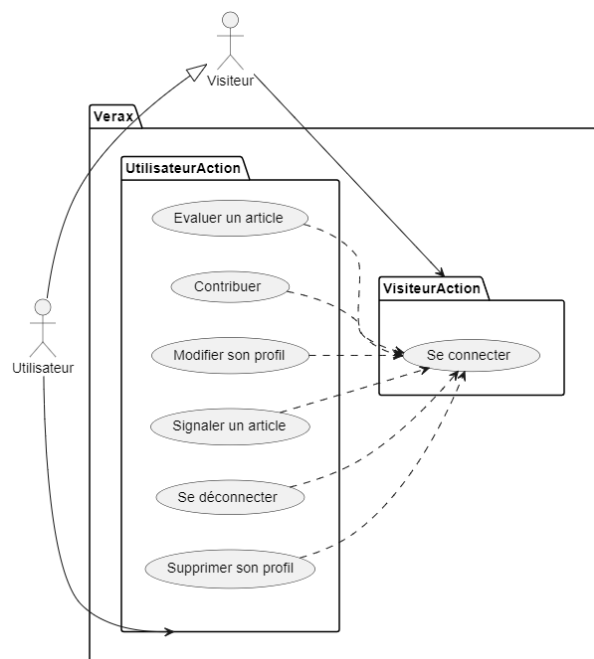 Visiteur
Verax
UtilisateurAction
Evaluer un article
Contribuer
VisiteurAction
Utilisateur
Modifier son profil
Se connecter
Signaler un article
Se déconnecter
Supprimer son profil